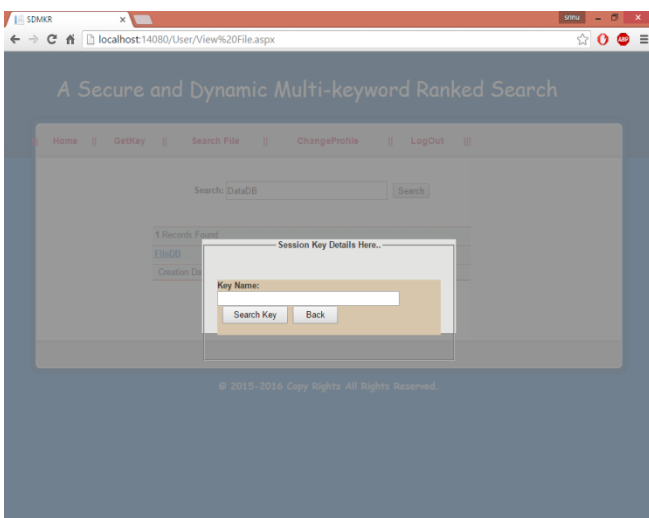 SDMKR
srinu
localhost:14080/User/View%20File.aspx
ABP
A Secure and Dynamic Multi-keyword Ranked Search
|| Home || GetKey || Search File || ChangeProfile || LogOut |||
Search: DataDB Search
1 Records Found
FileDB
Creation Da
Session Key Details Here..
Key Name:
Search Key Back
© 2015-2016 Copy Rights All Rights Reserved.